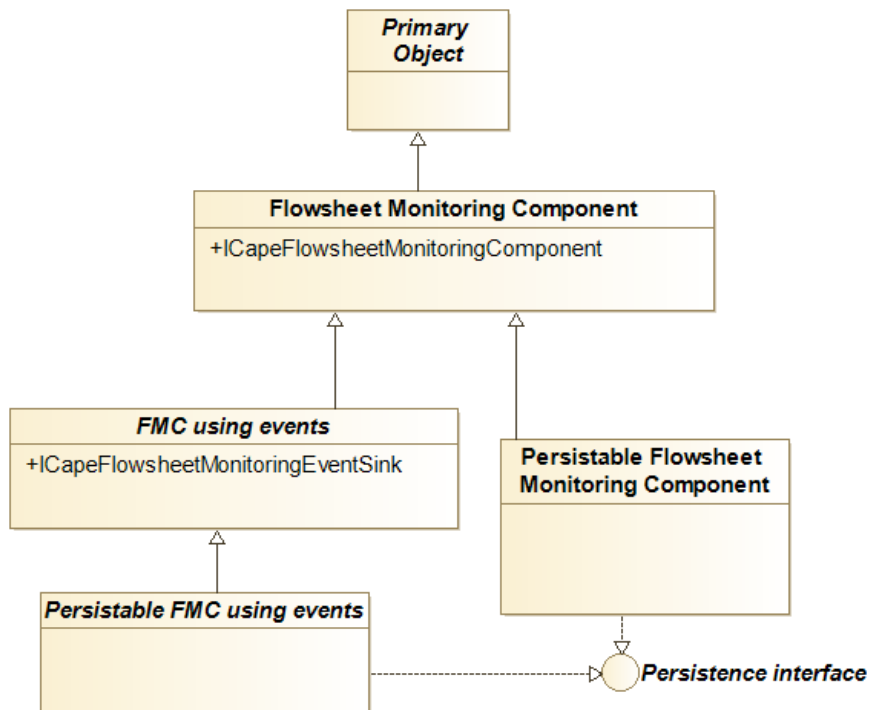 Primary
Object
Flowsheet Monitoring Component
+ICapeFlowsheetMonitoringComponent
FMC using events
+ICapeFlowsheetMonitoringEventSink
Persistable Flowsheet
Monitoring Component
Persistable FMC using events
Persistence interface